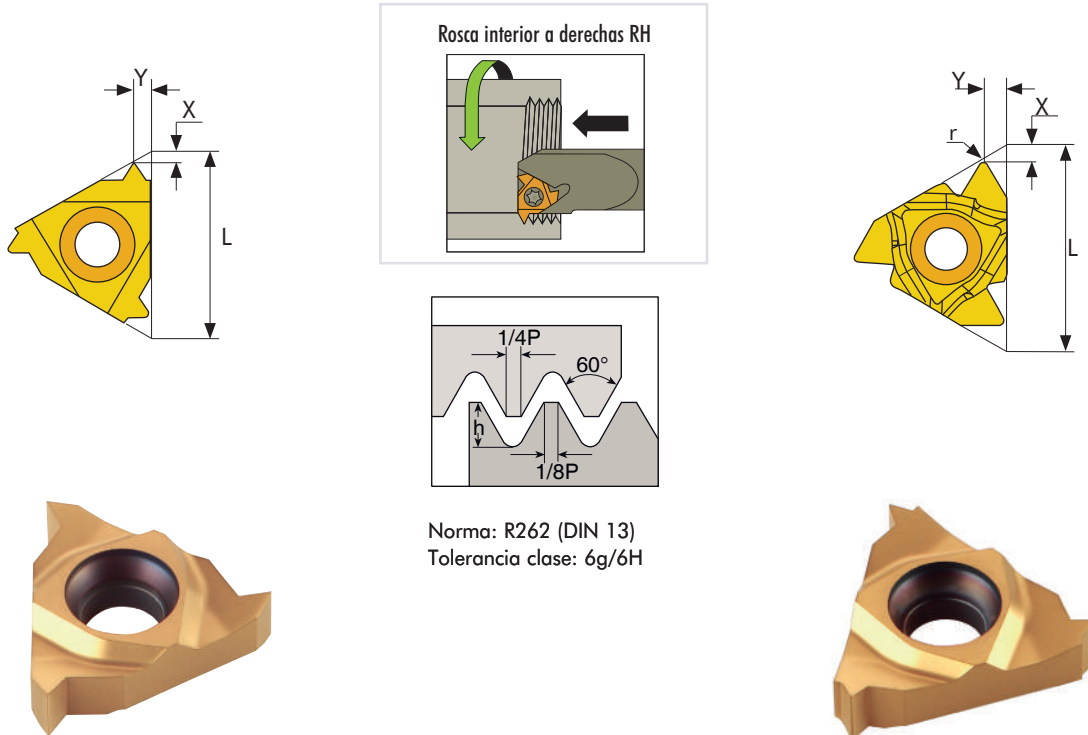 Rosca interior a derechas RH
Y
X
L
Y
X
r
L
1/4P
60°
h
1/8P
Norma: R262 (DIN 13)
Tolerancia clase: 6g/6H